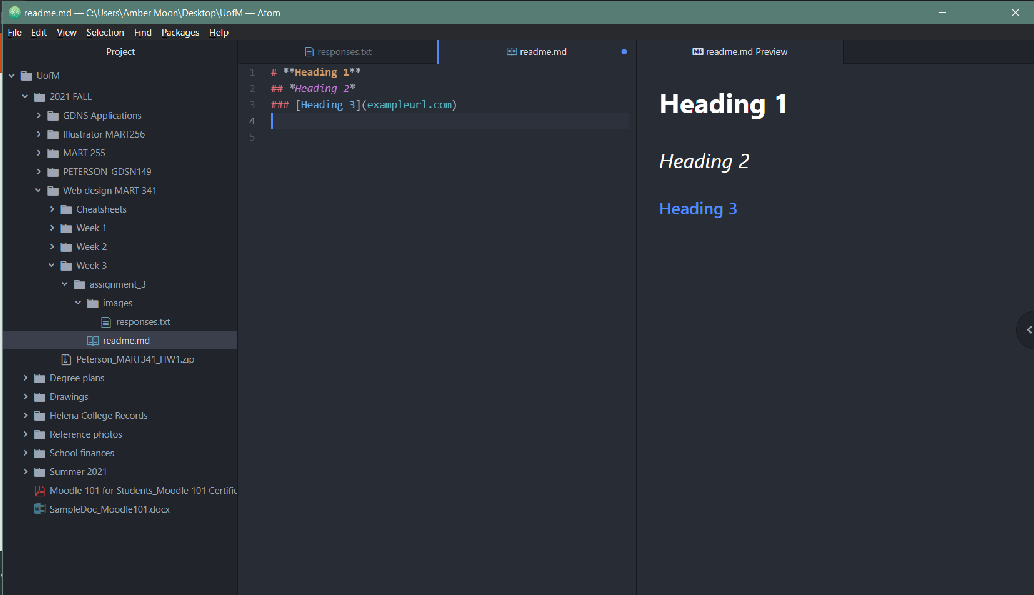 readme.md — C:\Users\Amber Moon\Desktop\UofM — Atom
File Edit View Selection Find Packages Help
Project
UofM
2021 FALL
GDNS Applications
Illustrator MART256
MART 255
PETERSON_GDSN149
Web design MART 341
Cheatsheets
Week 1
Week 2
Week 3
assignment_3
images
responses.txt
readme.md
Peterson_MART341_HW1.zip
Degree plans
Drawings
Helena College Records
Reference photos
School finances
Summer 2021
Moodle 101 for Students_Moodle 101 Certific
SampleDoc_Moodle101.docx
responses.txt
readme.md
1 # **Heading 1**
2 ## *Heading 2*
3 ### [Heading 3](exampleurl.com)
4
5
readme.md Preview
Heading 1
Heading 2
Heading 3